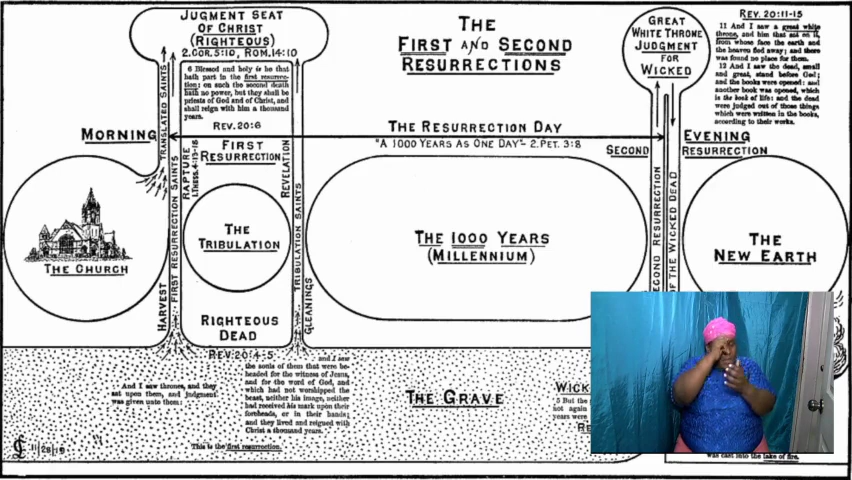 THE
FIRST AND SECOND
RESURRECTIONS
JUGMENT SEAT
OF CHRIST
(RIGHTEOUS)
2.COR.5:10, ROM.14:10
6 Blessed and holy is he that
hath part in the first resurrec-
tion; on such the second death
hath no power, but they shall be
priests of God and of Christ, and
shall reign with him a thousand
years.
REV.20:6
GREAT
WHITE THRONE
JUDGMENT
FOR
WICKED
REV. 20:11-15
11 And I saw a great white
throne, and him that sat on it,
from whose face the earth and
the heaven fled away; and there
was found no place for them.
12 And I saw the dead, small
and great, stand before God;
and the books were opened: and
another book was opened, which
is the book of life: and the dead
were judged out of those things
which were written in the books,
according to their works.
MORNING
THE RESURRECTION DAY
"A 1000 YEARS AS ONE DAY"- 2.PET. 3:8
SECOND
EVENING
RESURRECTION
FIRST
RESURRECTION
TRANSLATED SAINTS
FIRST RESURRECTION SAINTS
RAPTURE
REVELATION
TRIBULATION SAINTS
HARVEST
GLEANINGS
THE CHURCH
THE
TRIBULATION
THE 1000 YEARS
(MILLENNIUM)
OF THE WICKED DEAD
THE
NEW EARTH
RIGHTEOUS
DEAD
REV.20:4-5
And I saw thrones, and they
sat upon them, and judgment
was given unto them:
and I saw
the souls of them that were be-
headed for the witness of Jesus,
and for the word of God, and
which had not worshipped the
beast, neither his image, neither
had received his mark upon their
foreheads, or in their hands;
and they lived and reigned with
Christ a thousand years.
This is the first resurrection.
THE GRAVE
WICK
5 But the
not again
years were
RE
11/28/19
was cast into the lake of fire.